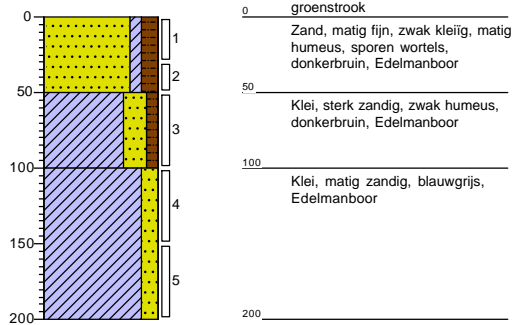 0
50
100
150
200
1
2
3
4
5
0
groenstrook
Zand, matig fijn, zwak kleiïg, matig
humeus, sporen wortels,
donkerbruin, Edelmanboor
50
Klei, sterk zandig, zwak humeus,
donkerbruin, Edelmanboor
100
Klei, matig zandig, blauwgrijs,
Edelmanboor
200